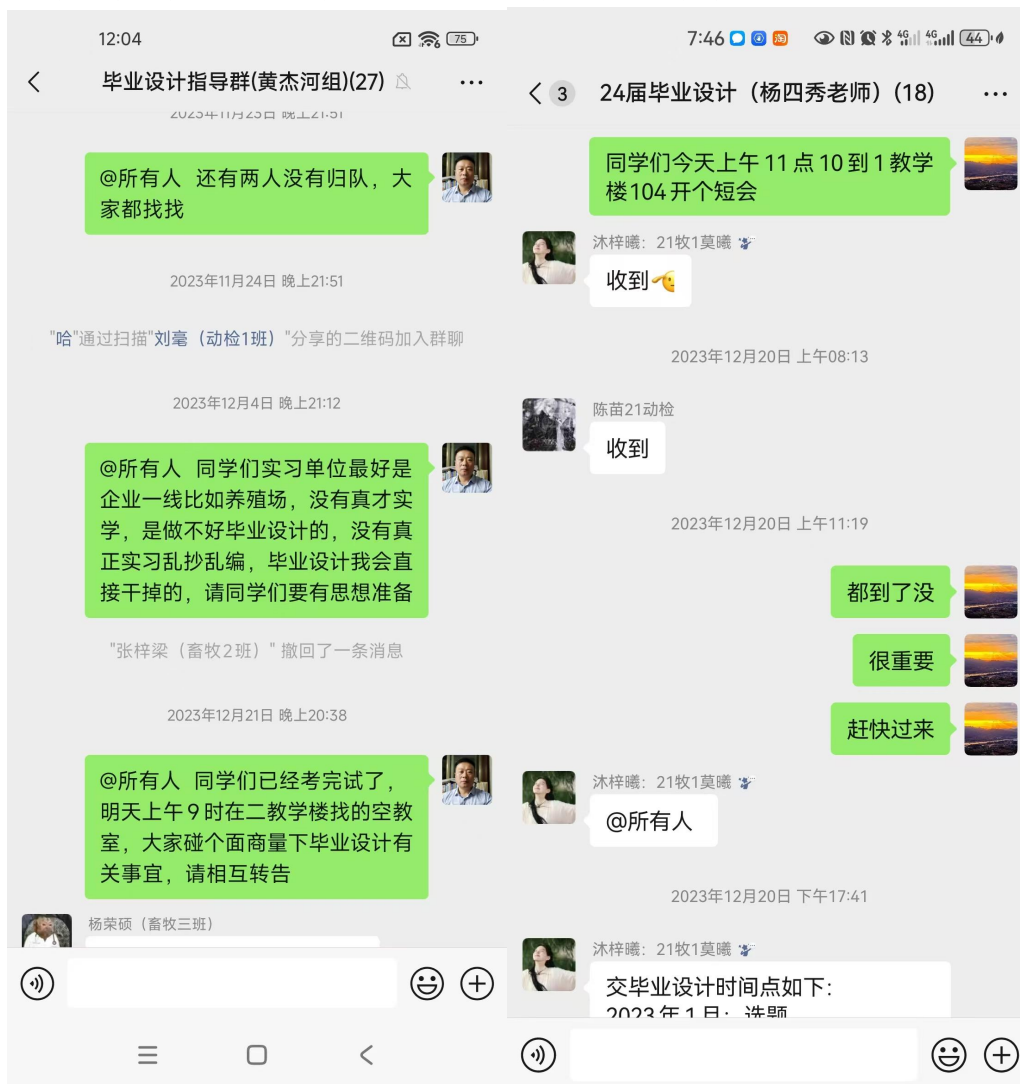 12:04
75
毕业设计指导群(黄杰河组)(27)
2023年11月23日 晚上21:51
@所有人 还有两人没有归队，大
家都找找
2023年11月24日 晚上21:51
"哈"通过扫描"刘毫（动检1班）"分享的二维码加入群聊
2023年12月4日 晚上21:12
@所有人 同学们实习单位最好是
企业一线比如养殖场，没有真才实
学，是做不好毕业设计的，没有真
正实习乱抄乱编，毕业设计我会直
接干掉的，请同学们要有思想准备
"张梓梁（畜牧2班）" 撤回了一条消息
2023年12月21日 晚上20:38
@所有人 同学们已经考完试了，
明天上午9时在二教学楼找的空教
室，大家碰个面商量下毕业设计有
关事宜，请相互转告
杨荣硕（畜牧三班）
7:46
淘
4G
4G
44
3
24届毕业设计（杨四秀老师）(18)
同学们今天上午11点10到1教学
楼104开个短会
沐梓曦：21牧1莫曦
收到
2023年12月20日 上午08:13
陈苗21动检
收到
2023年12月20日 上午11:19
都到了没
很重要
赶快过来
沐梓曦：21牧1莫曦
@所有人
2023年12月20日 下午17:41
沐梓曦：21牧1莫曦
交毕业设计时间点如下：
2023年1月：选题